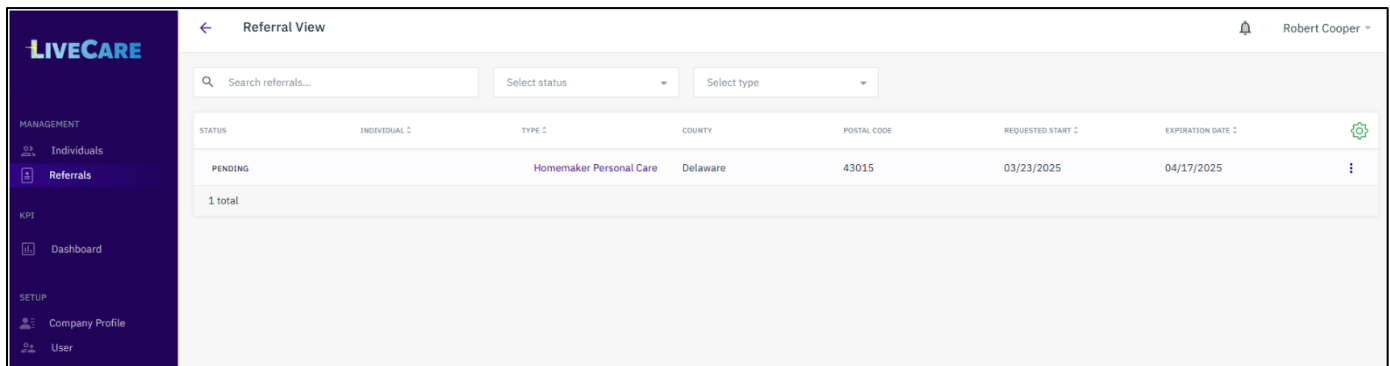 LIVECARE
MANAGEMENT
Individuals
Referrals
KPI
Dashboard
SETUP
Company Profile
User
Referral View
Robert Cooper
Search referrals...
Select status
Select type
STATUS INDIVIDUAL TYPE COUNTY POSTAL CODE REQUESTED START EXPIRATION DATE
PENDING Homemaker Personal Care Delaware 43015 03/23/2025 04/17/2025
1 total